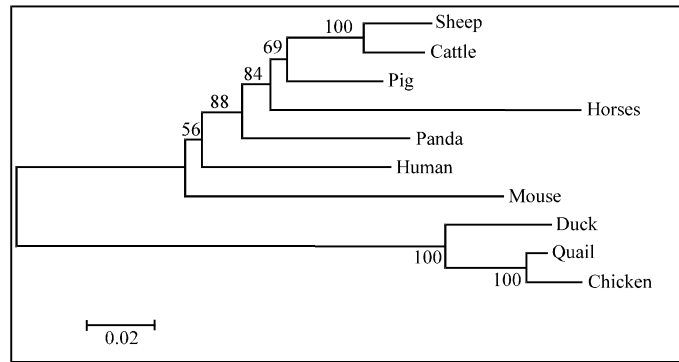 100
Sheep
Cattle
69
Pig
84
Horses
88
Panda
56
Human
Mouse
Duck
100
Quail
100
Chicken
0.02